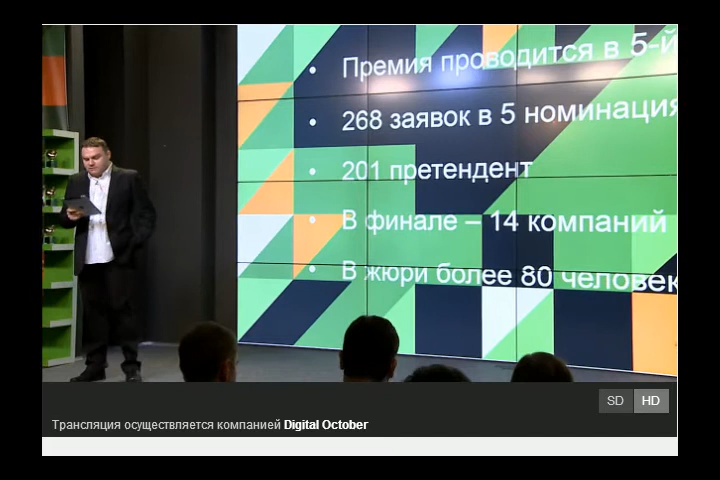 • Премия проводится в 5-й
• 268 заявок в 5 номинация
• 201 претендент
• В финале – 14 компаний
• В жюри более 80 человек
SD HD
Трансляция осуществляется компанией Digital October